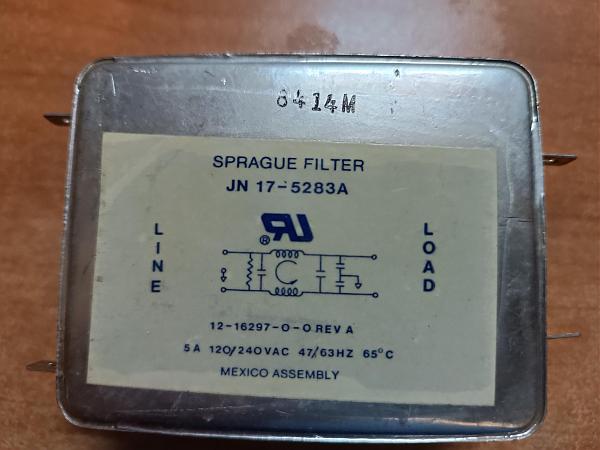 8414M
SPRAGUE FILTER
JN 17-5283A
RU
®
LINE
LOAD
12-16297-0-0 REV A
5A 120/240VAC 47/63HZ 65°C
MEXICO ASSEMBLY